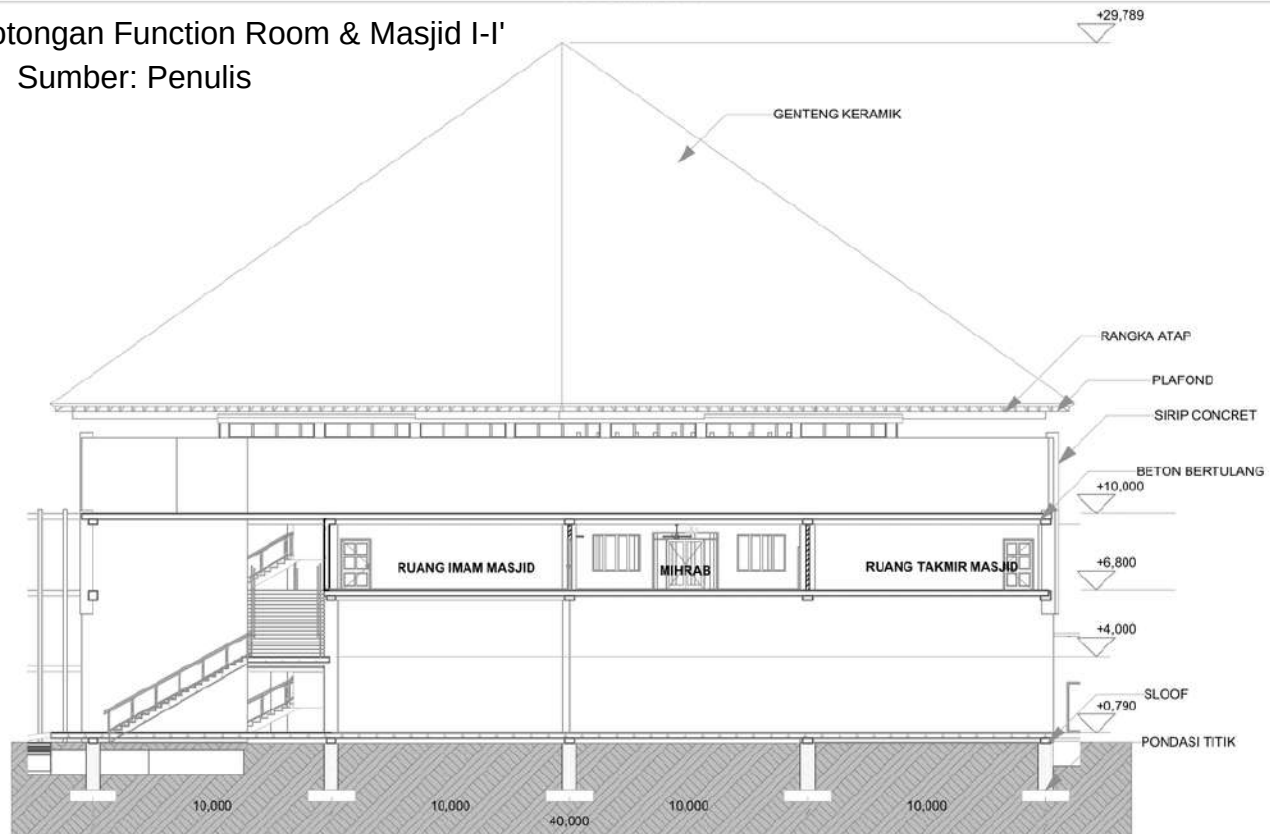 otongan Function Room & Masjid I-I'
Sumber: Penulis
+29,789
GENTENG KERAMIK
RANGKA ATAP
PLAFOND
SIRIP CONCRET
BETON BERTULANG
+10,000
RUANG IMAM MASJID
MIHRAB
RUANG TAKMIR MASJID
+6,800
+4,000
SLOOF
+0,790
PONDASI TITIK
10,000
10,000
10,000
10,000
40,000